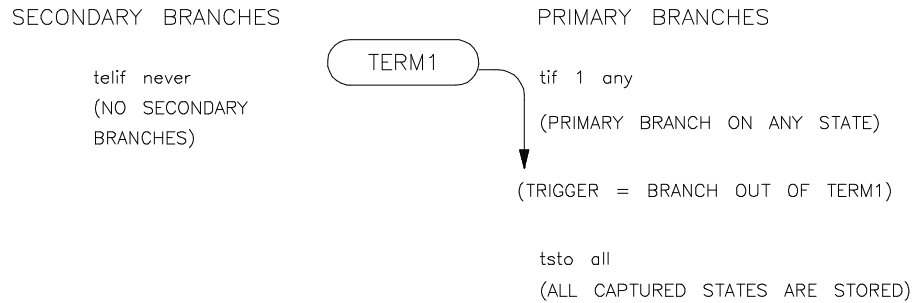 SECONDARY BRANCHES
PRIMARY BRANCHES
TERM1
telif never
(NO SECONDARY
BRANCHES)
tif 1 any
(PRIMARY BRANCH ON ANY STATE)
(TRIGGER = BRANCH OUT OF TERM1)
tsto all
(ALL CAPTURED STATES ARE STORED)